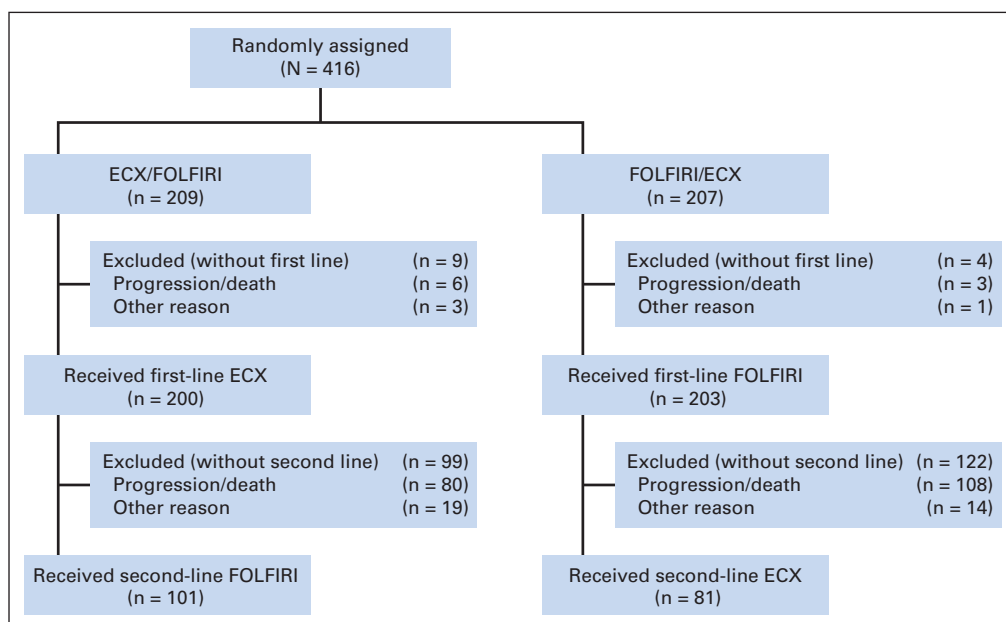 Randomly assigned
(N = 416)
ECX/FOLFIRI
(n = 209)
FOLFIRI/ECX
(n = 207)
Excluded (without first line) (n = 9)
Progression/death (n = 6)
Other reason (n = 3)
Excluded (without first line) (n = 4)
Progression/death (n = 3)
Other reason (n = 1)
Received first-line ECX
(n = 200)
Received first-line FOLFIRI
(n = 203)
Excluded (without second line) (n = 99)
Progression/death (n = 80)
Other reason (n = 19)
Excluded (without second line) (n = 122)
Progression/death (n = 108)
Other reason (n = 14)
Received second-line FOLFIRI
(n = 101)
Received second-line ECX
(n = 81)